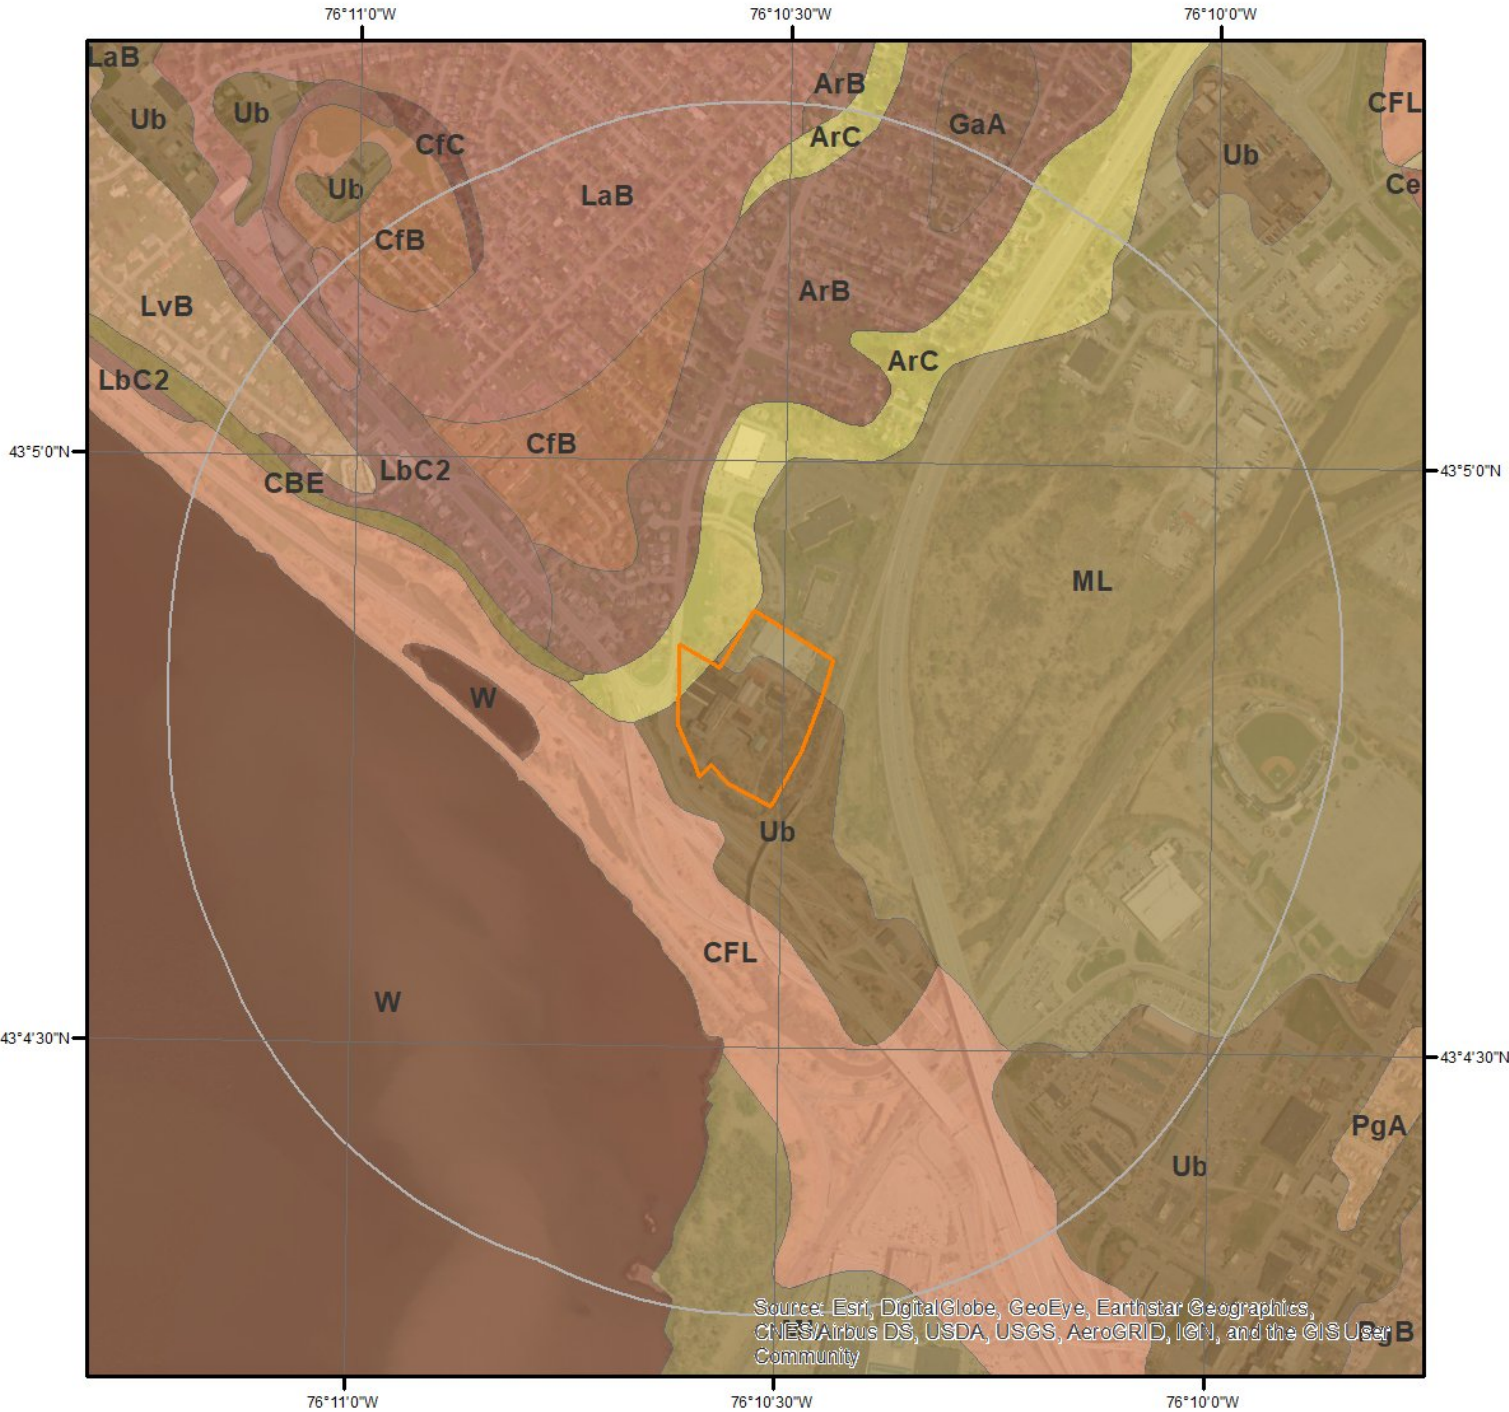 76°11'0"W
76°10'30"W
76°10'0"W
LaB
Ub
Ub
CfC
ArB
ArC
GaA
Ub
CFL
Ce
Ub
LaB
CfB
LvB
ArB
ArC
LbC2
43°5'0"N
43°5'0"N
CfB
LbC2
CBE
ML
W
Ub
CFL
W
43°4'30"N
43°4'30"N
PgA
Ub
Source: Esri, DigitalGlobe, GeoEye, Earthstar Geographics,
CNES/Airbus DS, USDA, USGS, AeroGRID, IGN, and the GIS User
Community
PgB
76°11'0"W
76°10'30"W
76°10'0"W